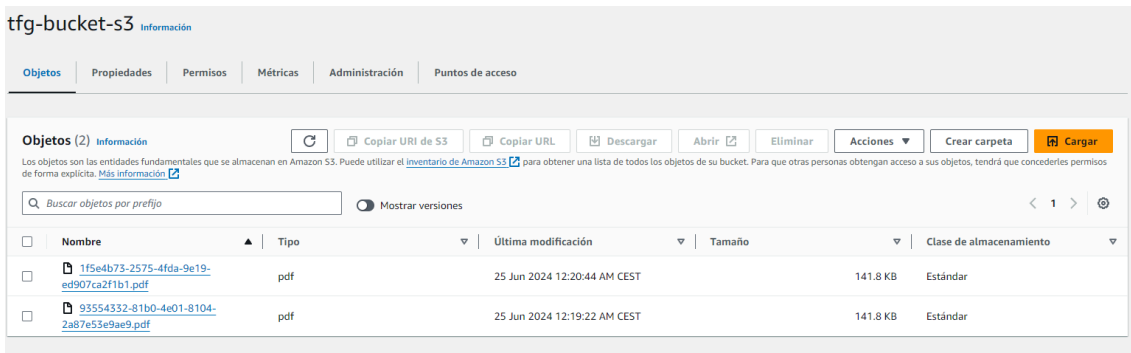 tfg-bucket-s3 Información
Objetos Propiedades Permisos Métricas Administración Puntos de acceso
Objetos (2) Información Copiar URI de S3 Copiar URL Descargar Abrir Eliminar Acciones Crear carpeta Cargar
Los objetos son las entidades fundamentales que se almacenan en Amazon S3. Puede utilizar el inventario de Amazon S3 para obtener una lista de todos los objetos de su bucket. Para que otras personas obtengan acceso a sus objetos, tendrá que concederles permisos
de forma explícita. Más información
Buscar objetos por prefijo Mostrar versiones 1
Nombre Tipo Última modificación Tamaño Clase de almacenamiento
1f5e4b73-2575-4fda-9e19-
ed907ca2f1b1.pdf pdf 25 Jun 2024 12:20:44 AM CEST 141.8 KB Estándar
93554332-81b0-4e01-8104-
2a87e53e9ae9.pdf pdf 25 Jun 2024 12:19:22 AM CEST 141.8 KB Estándar